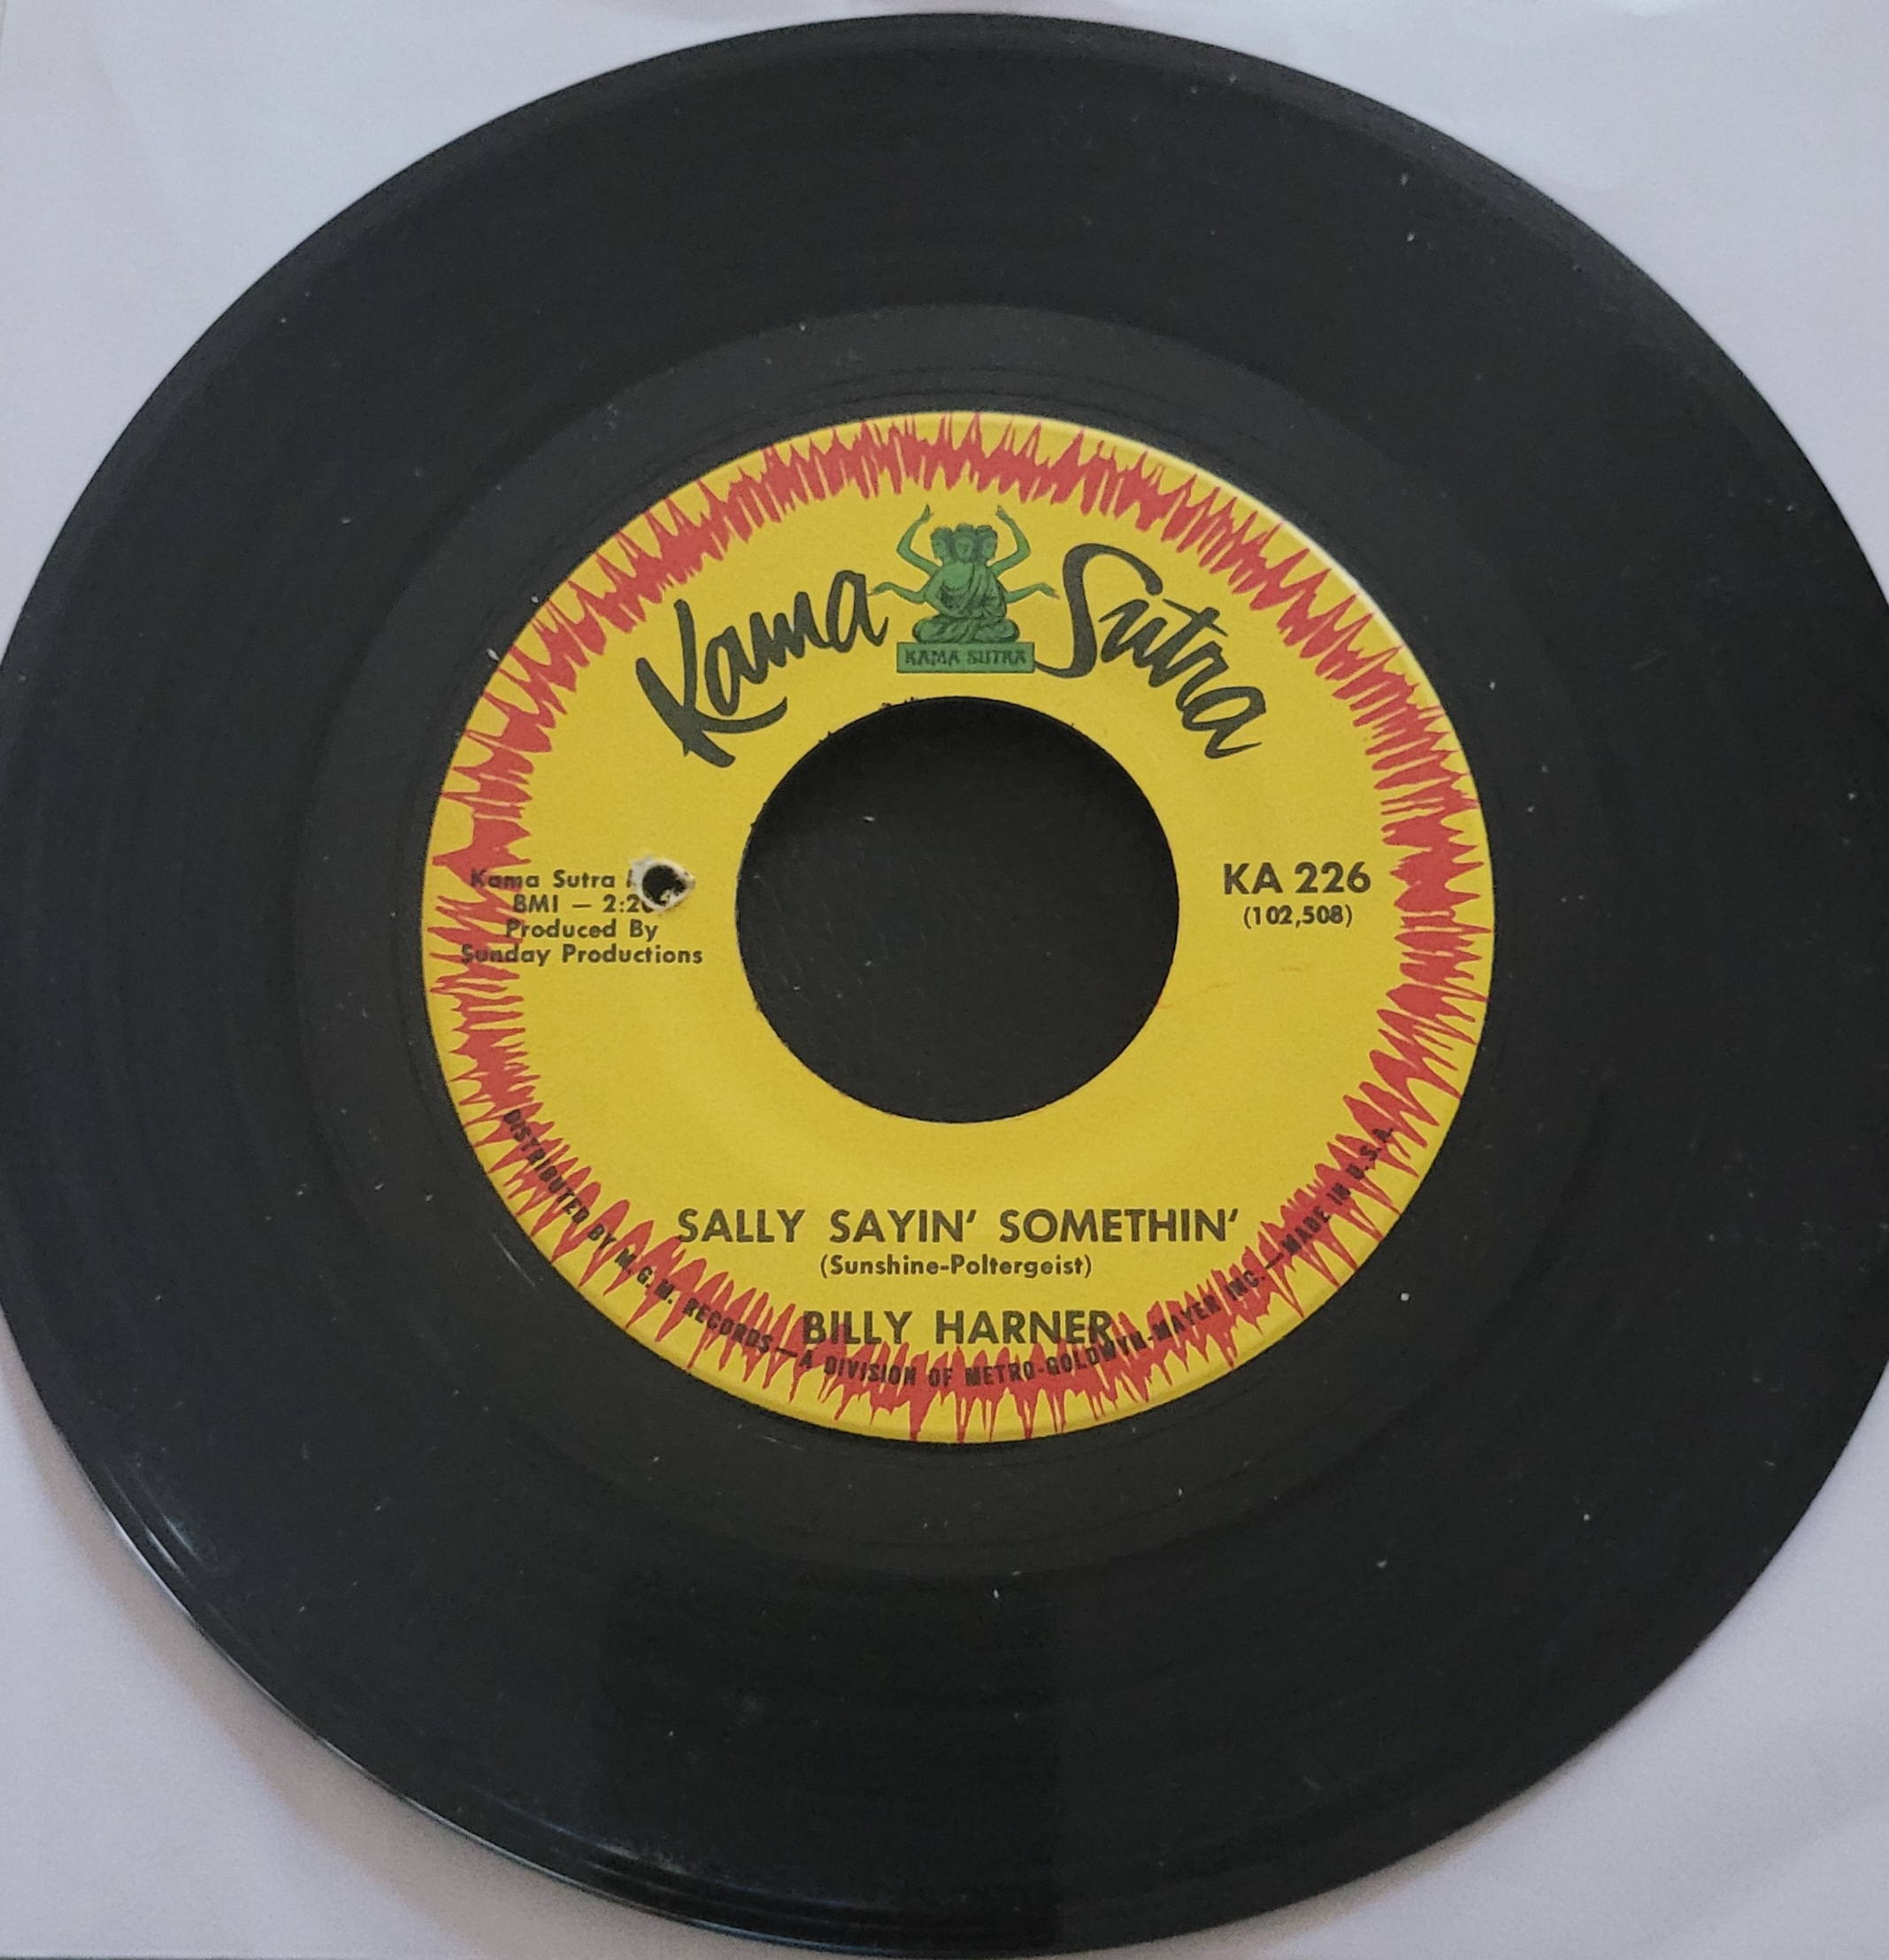 Kama Sutra
KAMA SUTRA
Kama Sutra
BMI — 2:2
Produced By
Sunday Productions
KA 226
(102,508)
SALLY SAYIN' SOMETHIN'
(Sunshine-Poltergeist)
BILLY HARNER
DISTRIBUTED BY M.G.M. RECORDS—A DIVISION OF METRO-GOLDWYN-MAYER INC.—MADE IN U.S.A.